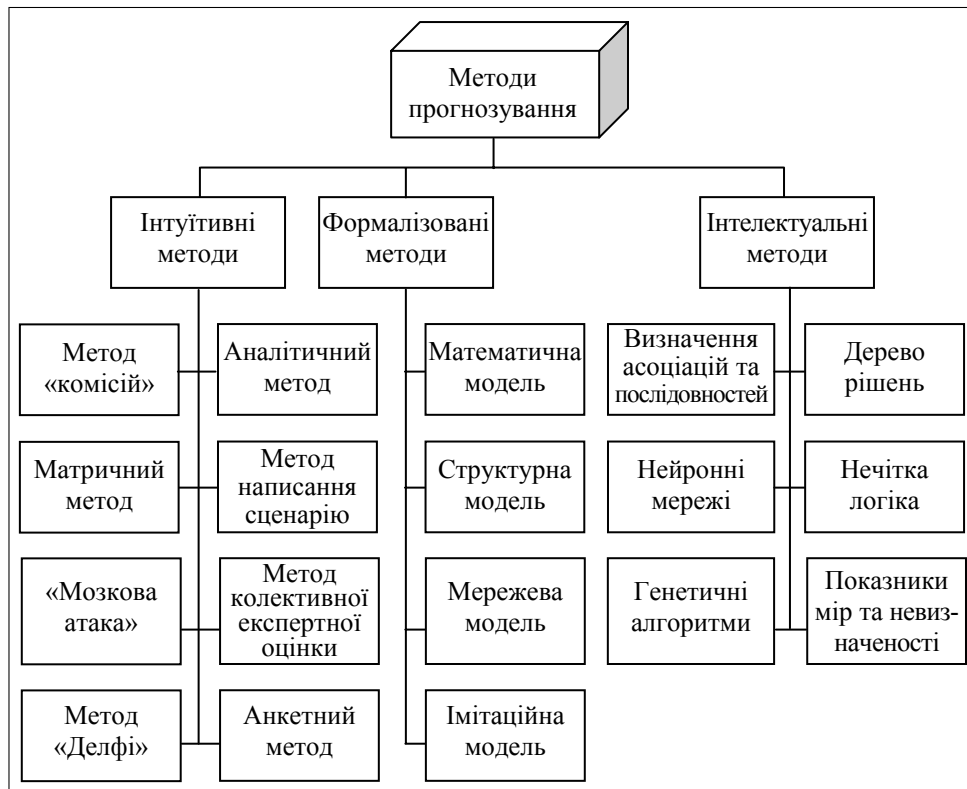 Методи
прогнозування
Інтуїтивні
методи
Формалізовані
методи
Інтелектуальні
методи
Метод
«комісій»
Аналітичний
метод
Математична
модель
Визначення
асоціацій та
послідовностей
Дерево
рішень
Матричний
метод
Метод
написання
сценарію
Структурна
модель
Нейронні
мережі
Нечітка
логіка
«Мозкова
атака»
Метод
колективної
експертної
оцінки
Мережева
модель
Генетичні
алгоритми
Показники
мір та невиз-
наченості
Метод
«Делфі»
Анкетний
метод
Імітаційна
модель